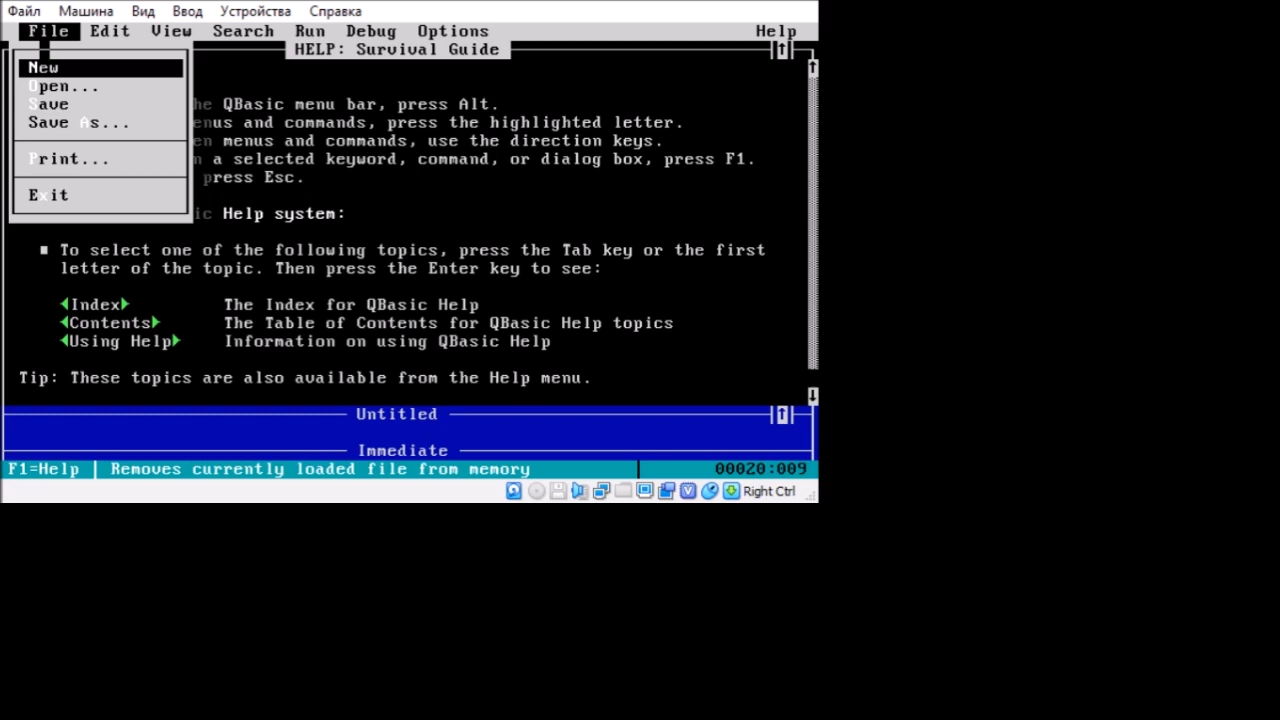 Файл Машина Вид Ввод Устройства Справка
File Edit View Search Run Debug Options Help
HELP: Survival Guide
New
Open...
Save he QBasic menu bar, press Alt.
Save As... enus and commands, press the highlighted letter.
en menus and commands, use the direction keys.
Print... n a selected keyword, command, or dialog box, press F1.
press Esc.
Exit
ic Help system:
To select one of the following topics, press the Tab key or the first
letter of the topic. Then press the Enter key to see:
Index The Index for QBasic Help
Contents The Table of Contents for QBasic Help topics
Using Help Information on using QBasic Help
Tip: These topics are also available from the Help menu.
Untitled
Immediate
F1=Help Removes currently loaded file from memory 00020:009
Right Ctrl